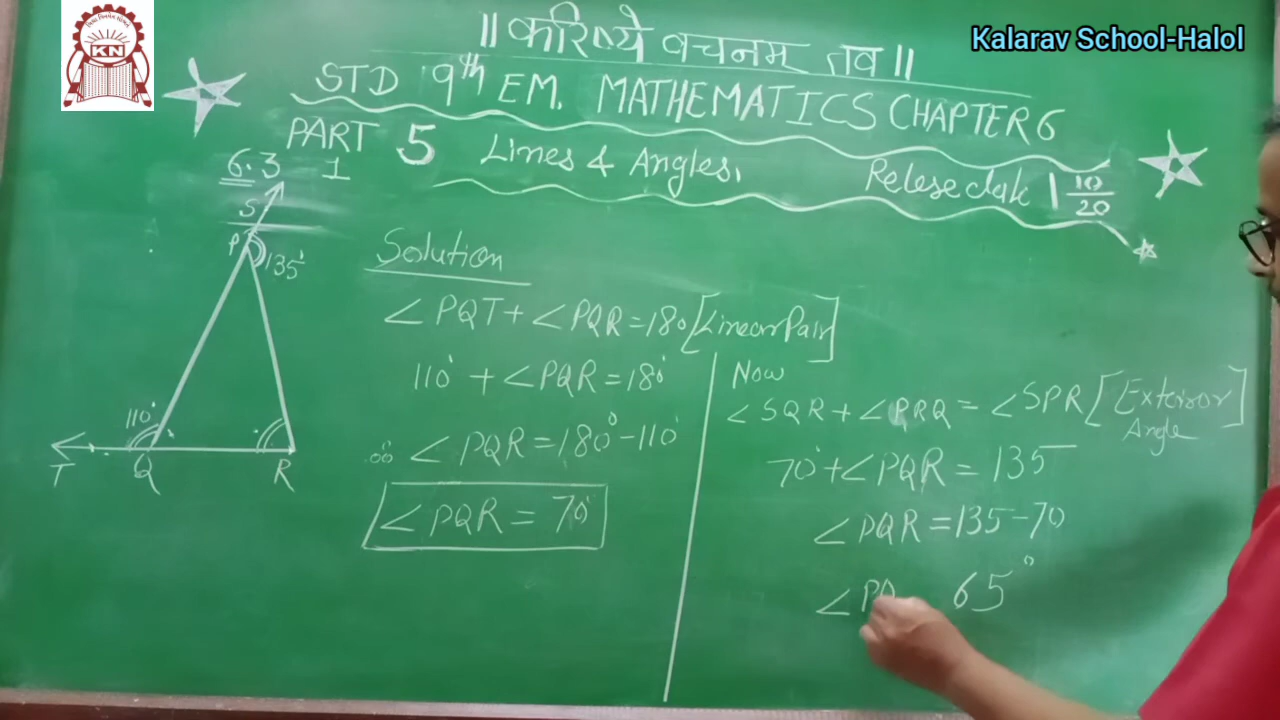 Kalarav School-Halol
KN
॥ करिष्ये वचनम तव ॥
STD 9th EM. MATHEMATICS CHAPTER 6
PART 5 Lines & Angles.
Relese date 1 10/20
6.3 1
S
P
135°
110°
T Q R
Solution
∠PQT + ∠PQR = 180 [Linear Pair]
110° + ∠PQR = 180°
∴ ∠PQR = 180° - 110°
∠PQR = 70°
Now
∠SQR + ∠PRQ = ∠SPR [Exterior Angle]
70° + ∠PQR = 135
∠PQR = 135 - 70
∠PQ 65°